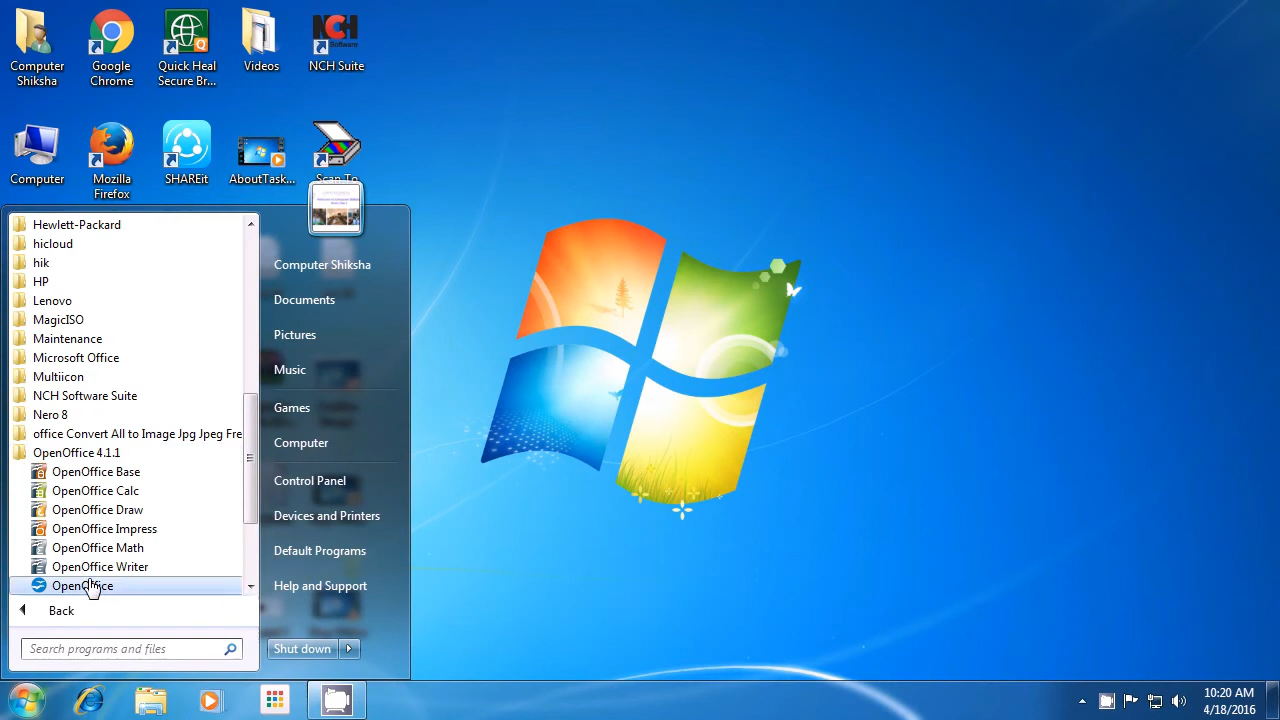 Computer
Shiksha
Google
Chrome
Quick Heal
Secure Br...
Videos
NCH
Software
NCH Suite
Computer
Mozilla
Firefox
SHAREit
AboutTask...
Scan To
Hewlett-Packard
hicloud
hik
HP
Lenovo
MagicISO
Maintenance
Microsoft Office
Multiicon
NCH Software Suite
Nero 8
office Convert All to Image Jpg Jpeg Fre
OpenOffice 4.1.1
OpenOffice Base
OpenOffice Calc
OpenOffice Draw
OpenOffice Impress
OpenOffice Math
OpenOffice Writer
OpenOffice
Back
Search programs and files
Computer Shiksha
Documents
Pictures
Music
Games
Computer
Control Panel
Devices and Printers
Default Programs
Help and Support
Shut down
10:20 AM
4/18/2016